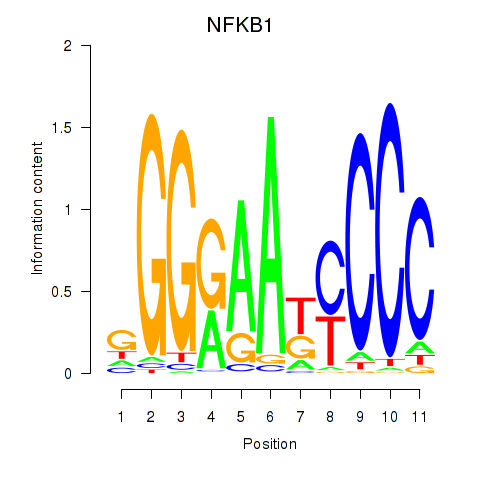 NFKB1
2
1.5
1
0.5
0
Information content
G G G G A A T C C C C
T A T A G G G T A T A
A C C C C C A A T A T
C T A C C G G G
1 2 3 4 5 6 7 8 9 10 11
Position